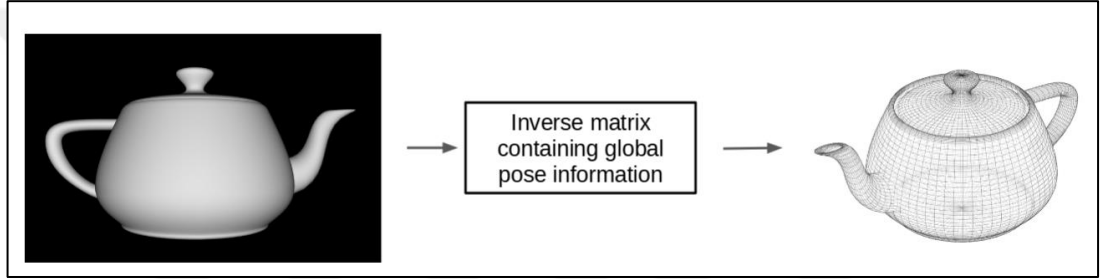 Inverse matrix
containing global
pose information